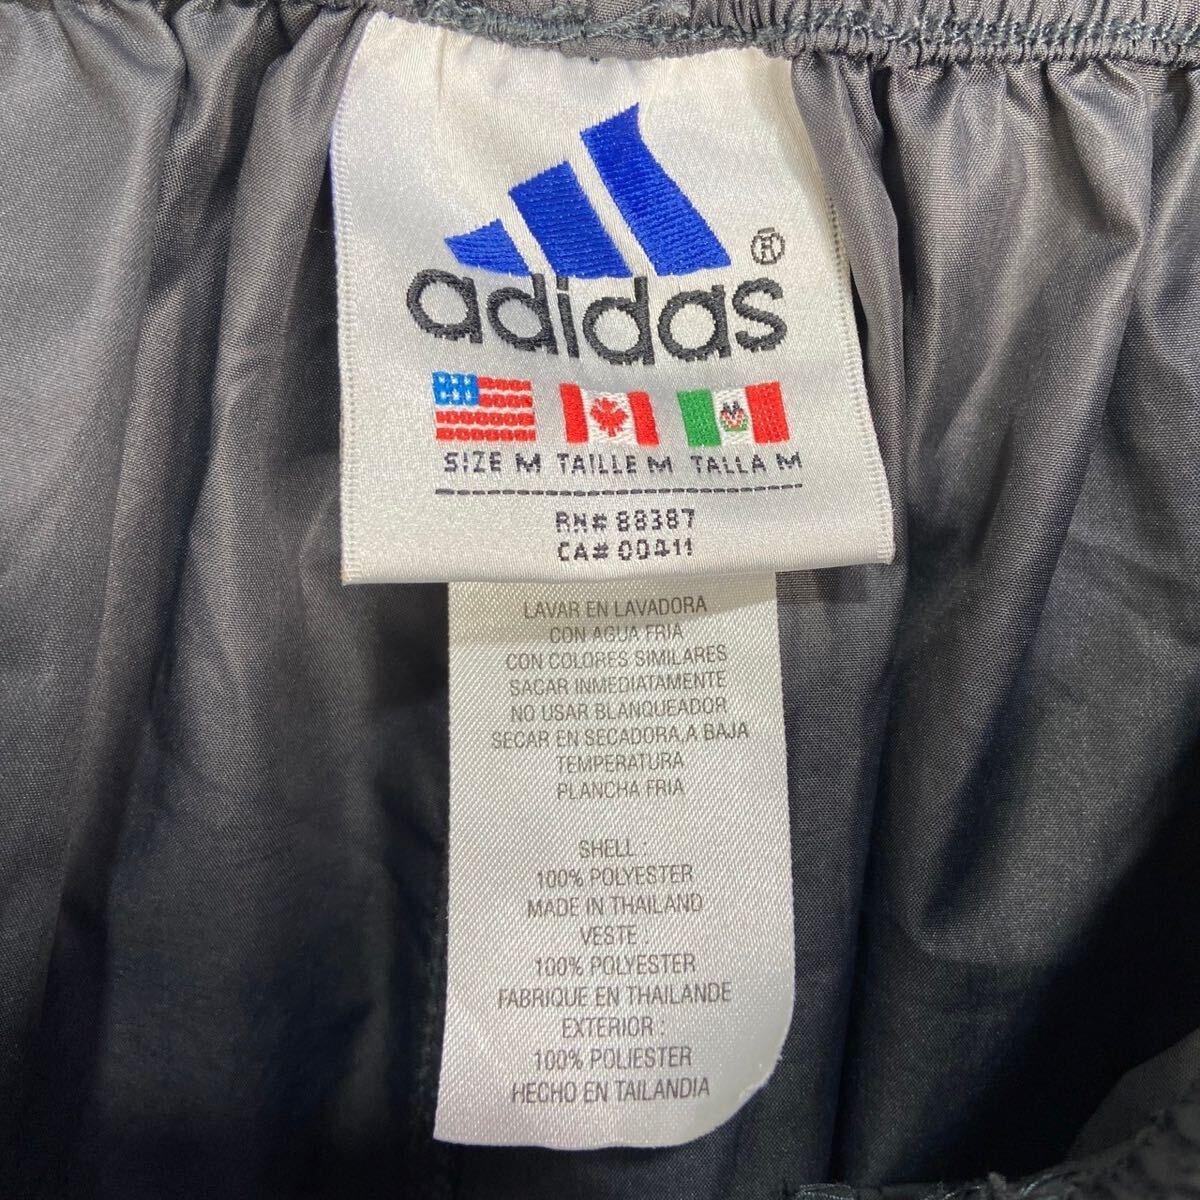 adidas®
SIZE M TAILLE M TALLA M
RN# 88387
CA# 00411
LAVAR EN LAVADORA
CON AGUA FRIA
CON COLORES SIMILARES
SACAR INMEDIATAMENTE
NO USAR BLANQUEADOR
SECAR EN SECADORA,A BAJA
TEMPERATURA
PLANCHA FRIA
SHELL :
100% POLYESTER
MADE IN THAILAND
VESTE :
100% POLYESTER
FABRIQUE EN THAILANDE
EXTERIOR :
100% POLIESTER
HECHO EN TAILANDIA